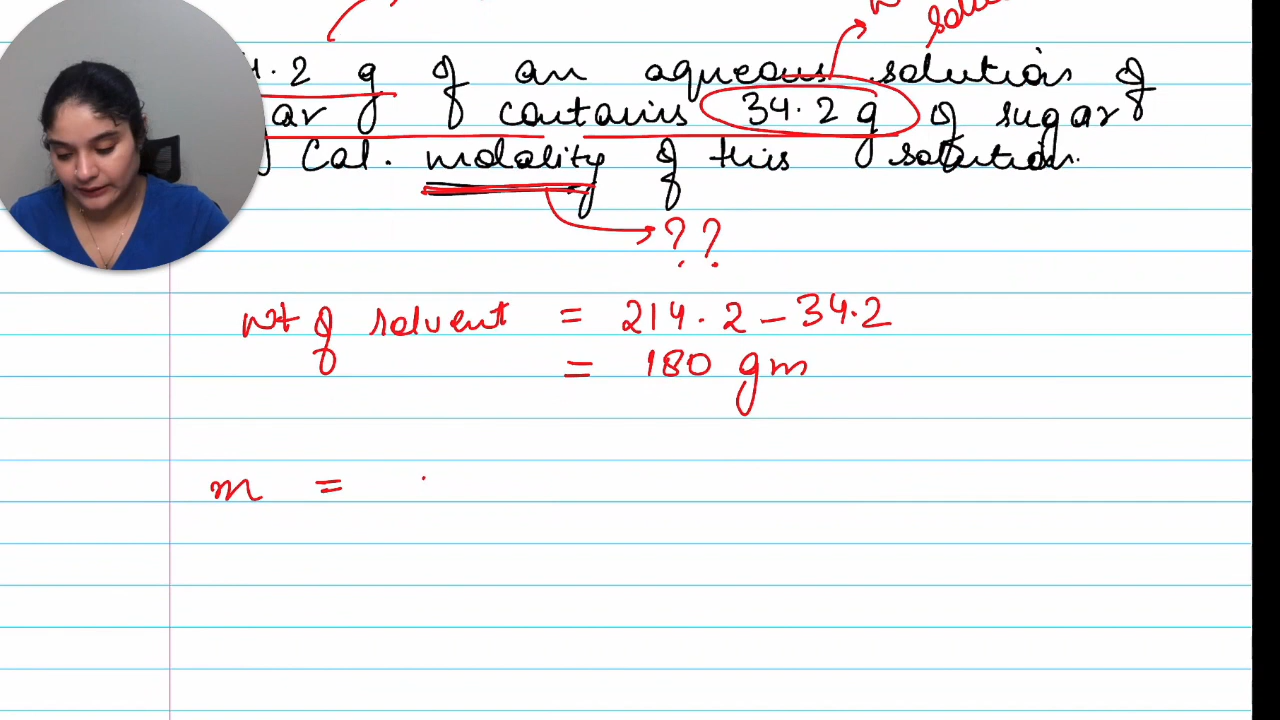 .2 g of an aqueous solution of
ar contains 34.2 g of sugar
Cal. molality of this solution.
??
wt of solvent = 214.2 - 34.2
= 180 gm
m =